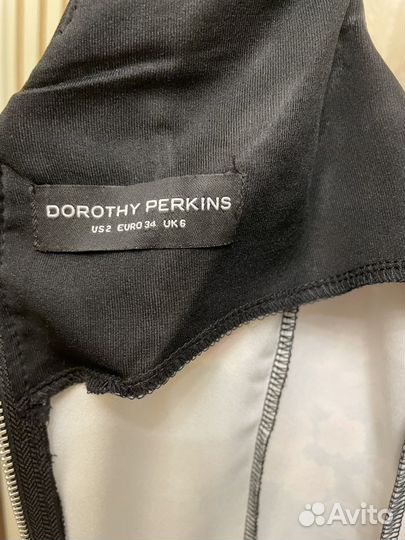 DOROTHY PERKINS
US2 EURO34 UK6
Avito